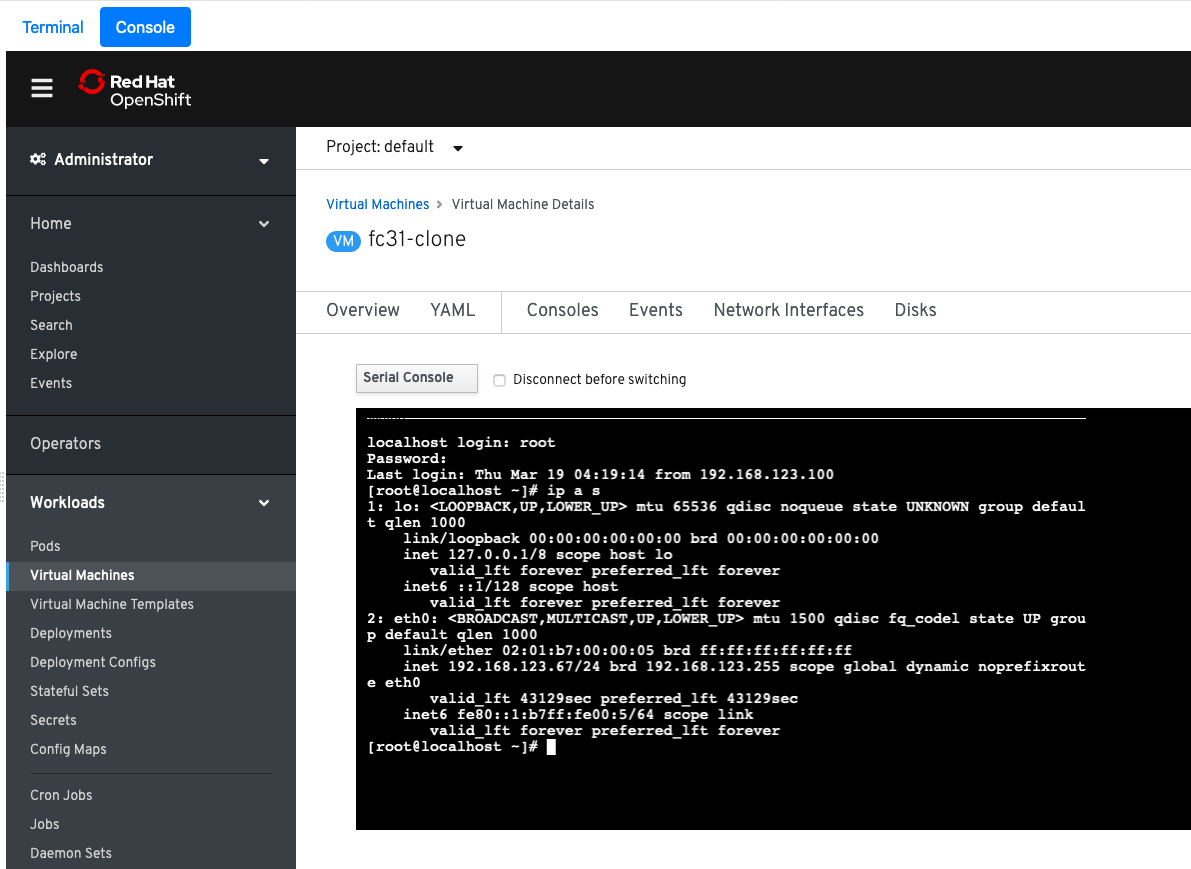 Terminal Console
Red Hat
OpenShift
Administrator
Project: default
Home
Dashboards
Projects
Search
Explore
Events
Operators
Workloads
Pods
Virtual Machines
Virtual Machine Templates
Deployments
Deployment Configs
Stateful Sets
Secrets
Config Maps
Cron Jobs
Jobs
Daemon Sets
Virtual Machines > Virtual Machine Details
VM fc31-clone
Overview YAML Consoles Events Network Interfaces Disks
Serial Console Disconnect before switching
localhost login: root
Password:
Last login: Thu Mar 19 04:19:14 from 192.168.123.100
[root@localhost ~]# ip a s
1: lo: <LOOPBACK,UP,LOWER_UP> mtu 65536 qdisc noqueue state UNKNOWN group defaul
t qlen 1000
    link/loopback 00:00:00:00:00:00 brd 00:00:00:00:00:00
    inet 127.0.0.1/8 scope host lo
       valid_lft forever preferred_lft forever
    inet6 ::1/128 scope host
       valid_lft forever preferred_lft forever
2: eth0: <BROADCAST,MULTICAST,UP,LOWER_UP> mtu 1500 qdisc fq_codel state UP grou
p default qlen 1000
    link/ether 02:01:b7:00:00:05 brd ff:ff:ff:ff:ff:ff
    inet 192.168.123.67/24 brd 192.168.123.255 scope global dynamic noprefixrout
e eth0
       valid_lft 43129sec preferred_lft 43129sec
    inet6 fe80::1:b7ff:fe00:5/64 scope link
       valid_lft forever preferred_lft forever
[root@localhost ~]#